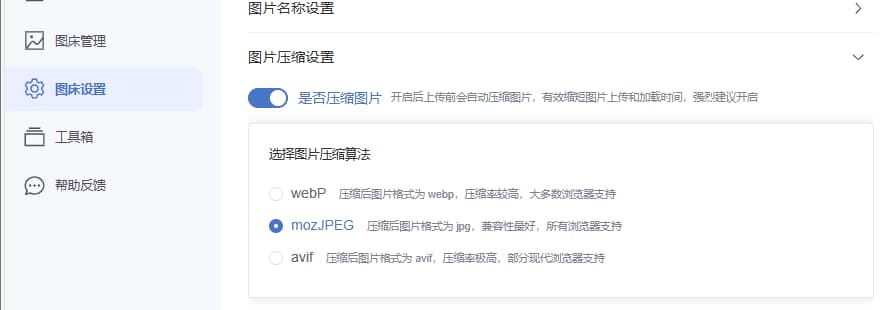 图片名称设置
图床管理
图片压缩设置
图床设置
是否压缩图片 开启后上传前会自动压缩图片，有效缩短图片上传和加载时间，强烈建议开启
工具箱
选择图片压缩算法
帮助反馈
webP 压缩后图片格式为 webp，压缩率较高，大多数浏览器支持
mozJPEG 压缩后图片格式为 jpg，兼容性最好，所有浏览器支持
avif 压缩后图片格式为 avif，压缩率极高，部分现代浏览器支持